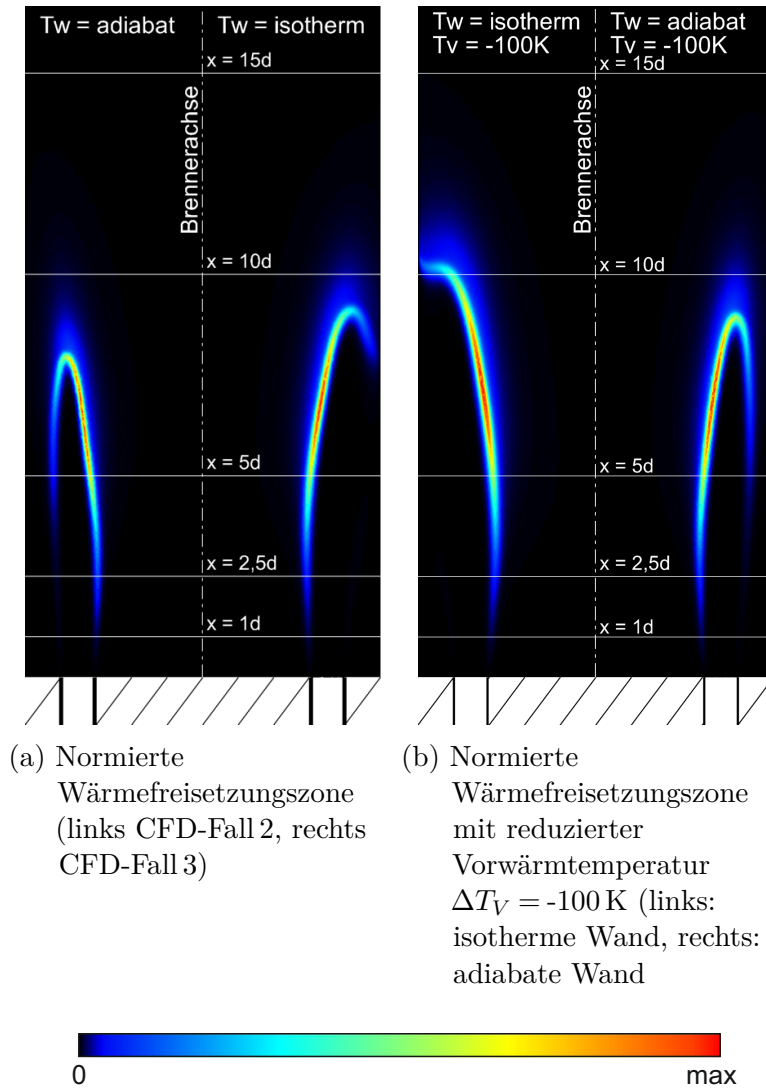 Tw = adiabat
Tw = isotherm
x = 15d
Brennerachse
x = 10d
x = 5d
x = 2,5d
x = 1d
Tw = isotherm
Tv = -100K
Tw = adiabat
Tv = -100K
x = 15d
Brennerachse
x = 10d
x = 5d
x = 2,5d
x = 1d
(a) Normierte
Wärmefreisetzungszone
(links CFD-Fall 2, rechts
CFD-Fall 3)
(b) Normierte
Wärmefreisetzungszone
mit reduzierter
Vorwärmtemperatur
ΔT_V = -100 K (links:
isotherme Wand, rechts:
adiabate Wand
0
max